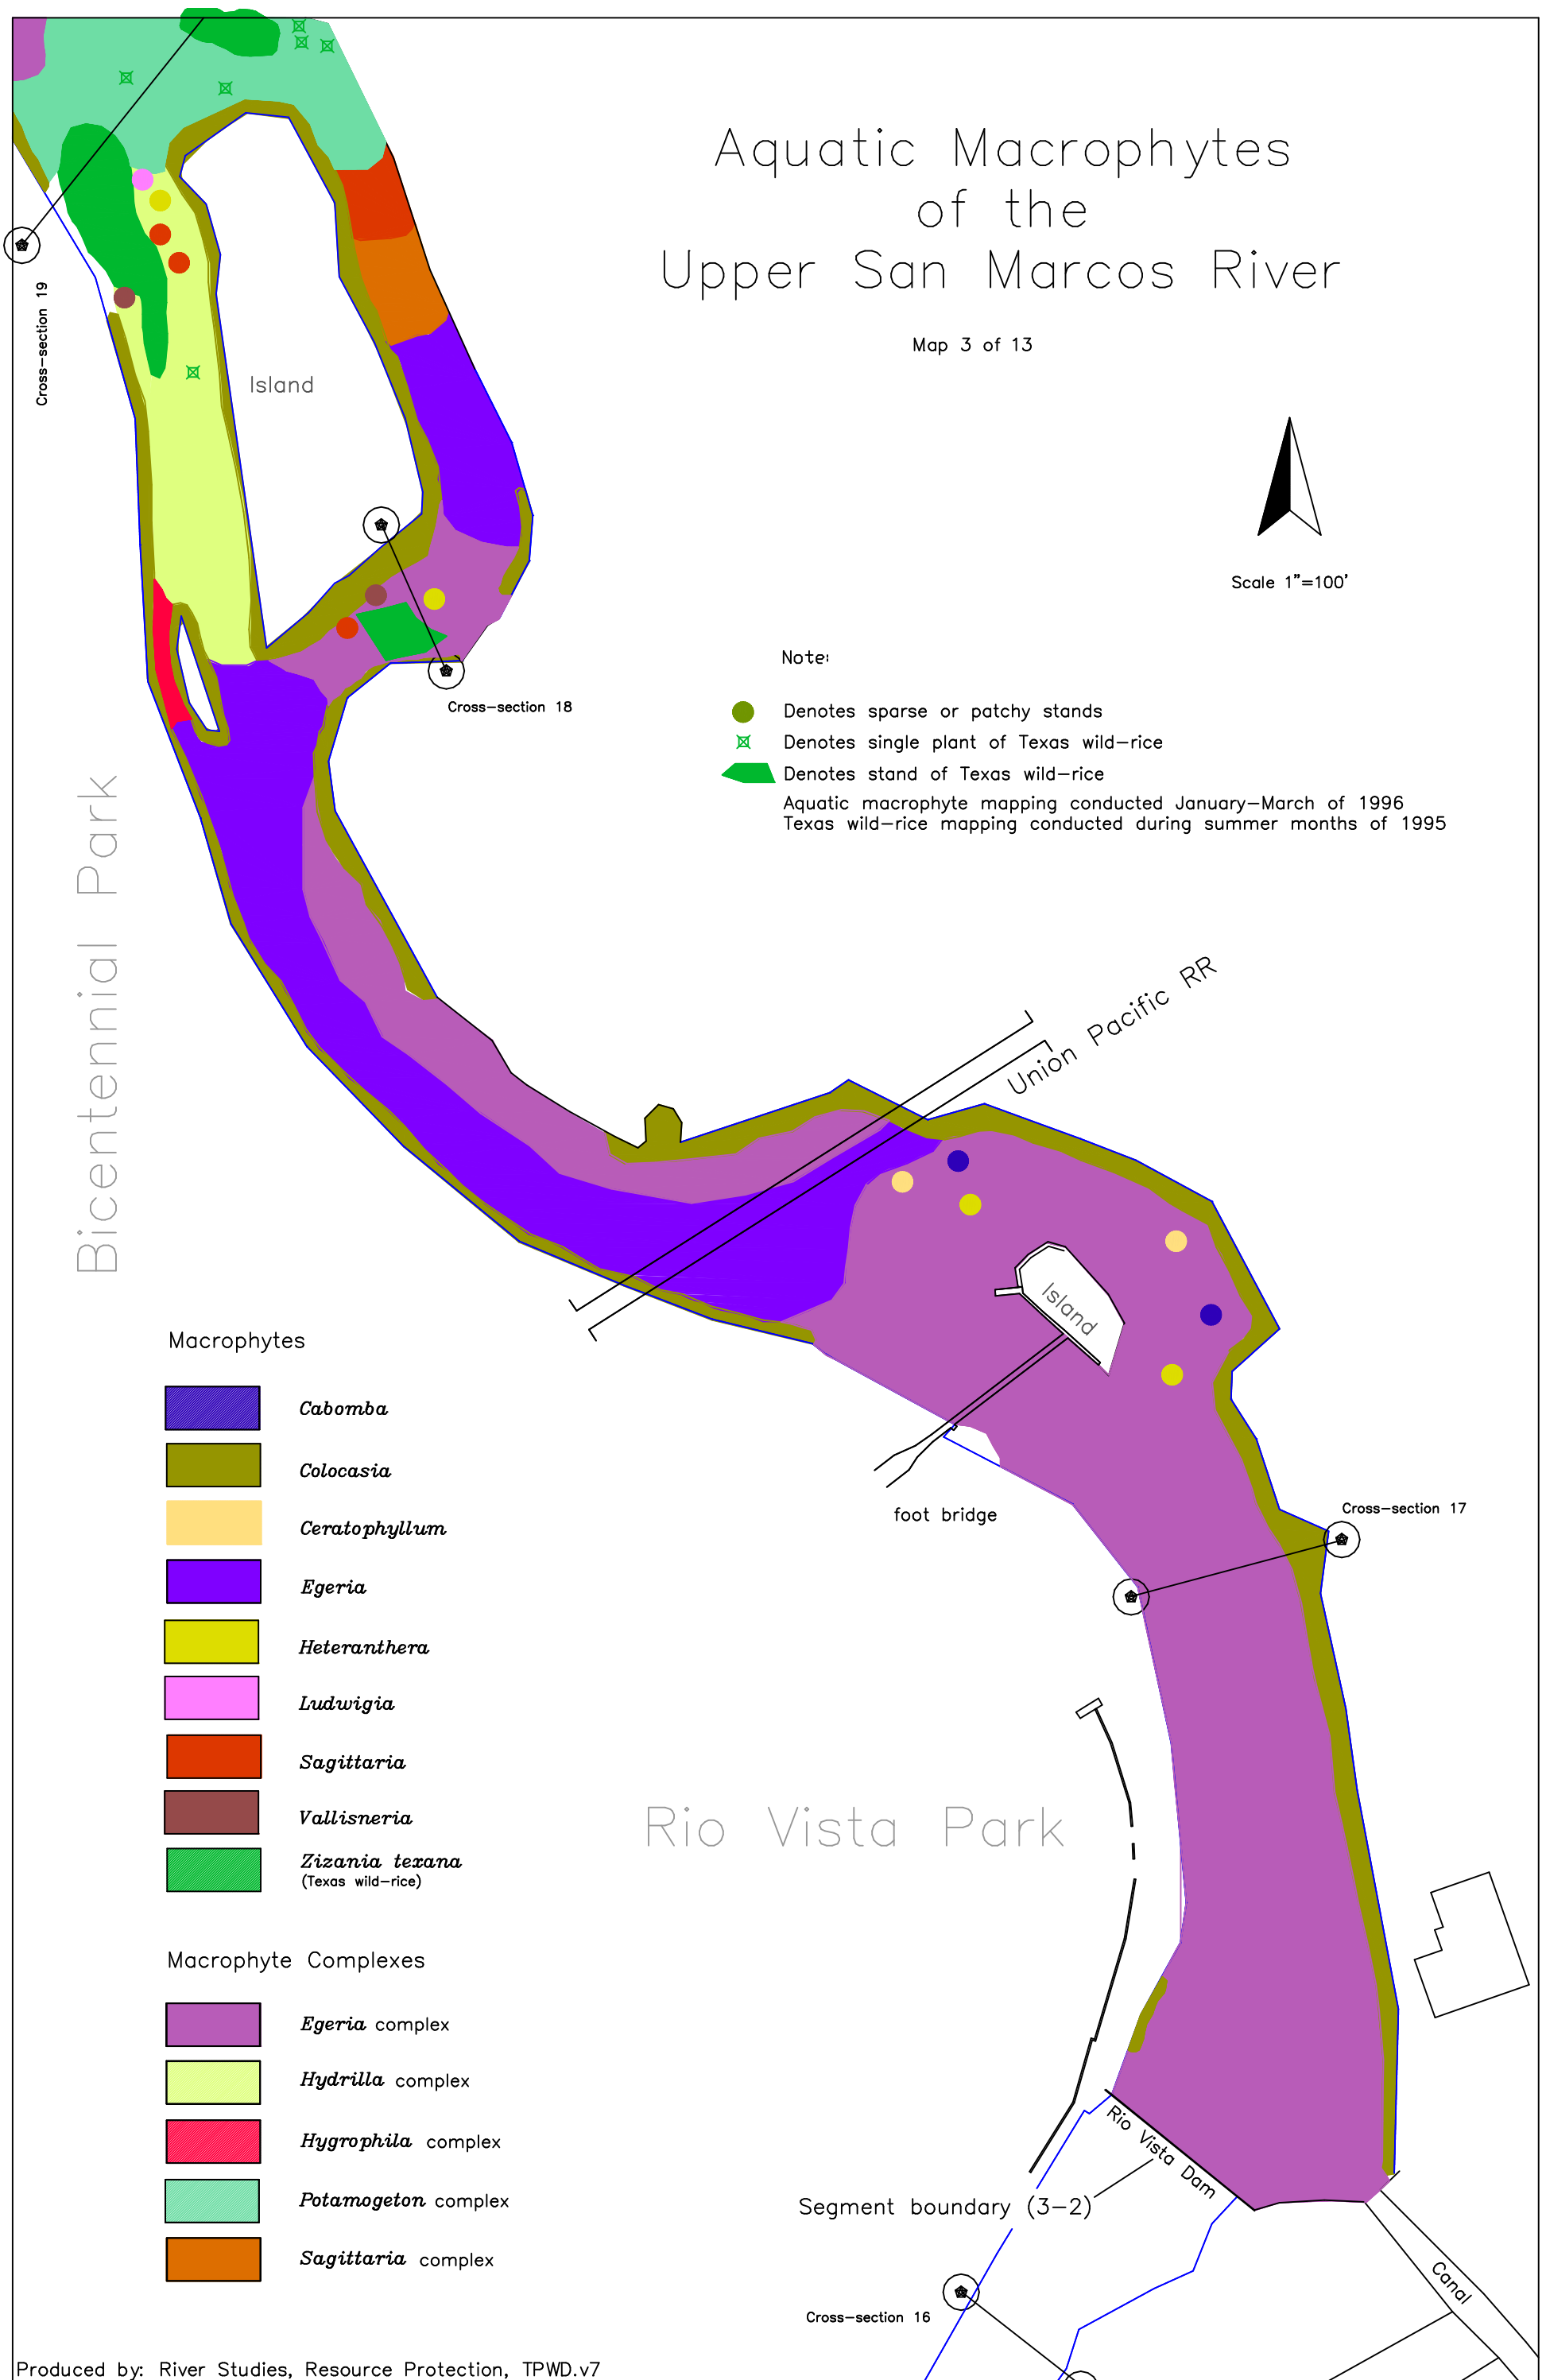 Aquatic Macrophytes
of the
Upper San Marcos River
Map 3 of 13
Cross-section 19
Island
Scale 1"=100'
Note:
Cross-section 18
Denotes sparse or patchy stands
Denotes single plant of Texas wild-rice
Denotes stand of Texas wild-rice
Aquatic macrophyte mapping conducted January-March of 1996
Texas wild-rice mapping conducted during summer months of 1995
Bicentennial Park
Union Pacific RR
Island
foot bridge
Cross-section 17
Macrophytes
Cabomba
Colocasia
Ceratophyllum
Egeria
Heteranthera
Ludwigia
Sagittaria
Vallisneria
Zizania texana
(Texas wild-rice)
Rio Vista Park
Macrophyte Complexes
Egeria complex
Hydrilla complex
Hygrophila complex
Potamogeton complex
Sagittaria complex
Rio Vista Dam
Segment boundary (3-2)
Canal
Cross-section 16
Produced by: River Studies, Resource Protection, TPWD.v7